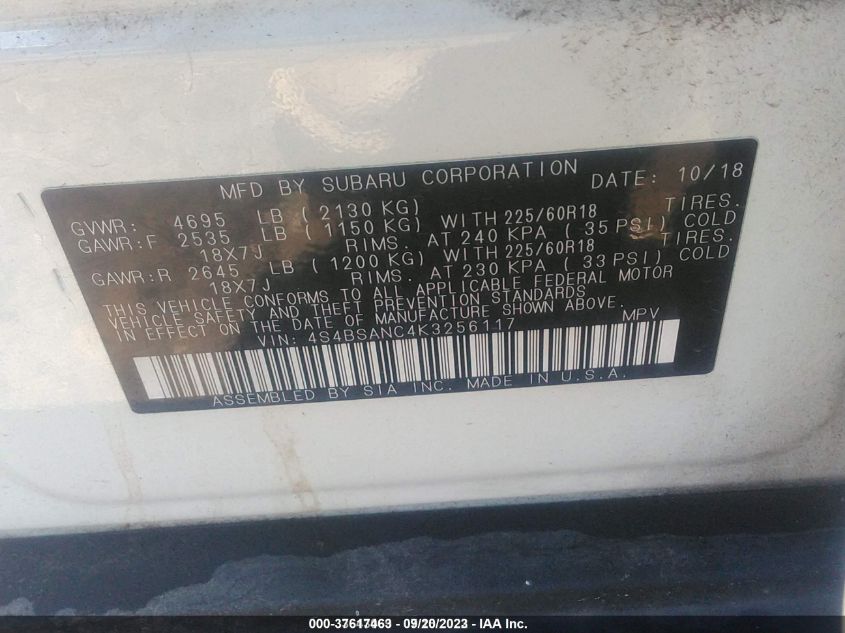 MFD BY SUBARU CORPORATION DATE: 10/18
GVWR: 4695 LB ( 2130 KG)
GAWR:F 2535 LB ( 1150 KG) WITH 225/60R18 TIRES.
18X7J RIMS. AT 240 KPA ( 35 PSI) COLD
GAWR:R 2645 LB ( 1200 KG) WITH 225/60R18 TIRES.
18X7J RIMS. AT 230 KPA ( 33 PSI) COLD
THIS VEHICLE CONFORMS TO ALL APPLICABLE FEDERAL MOTOR
VEHICLE SAFETY AND THEFT PREVENTION STANDARDS
IN EFFECT ON THE DATE OF MANUFACTURE SHOWN ABOVE.
VIN: 4S4BSANC4K3256117 MPV
ASSEMBLED BY SIA INC. MADE IN U.S.A.
000-37617463 - 09/20/2023 - IAA Inc.